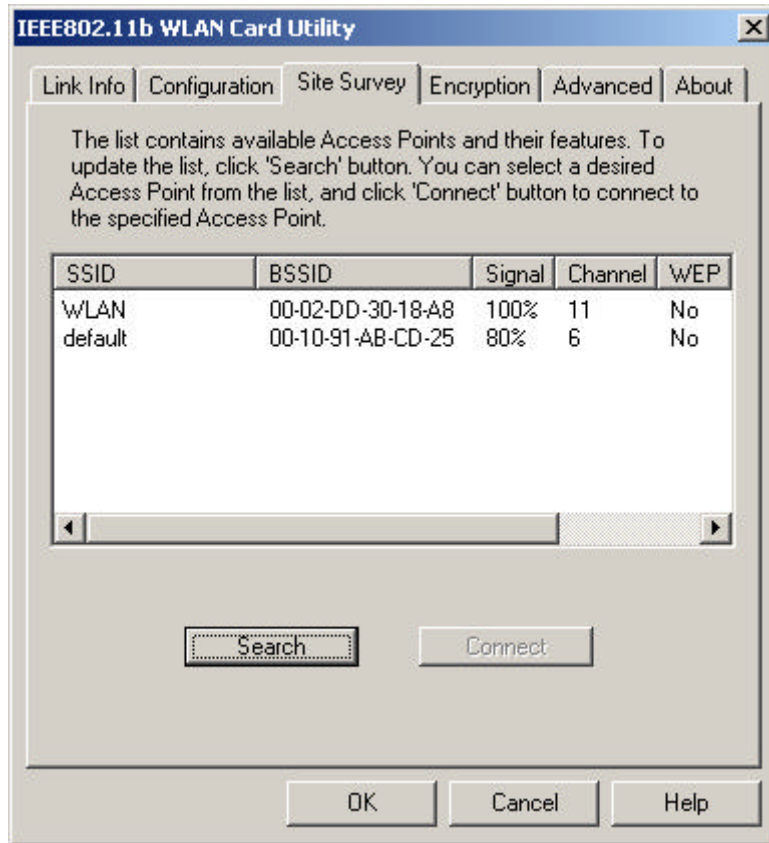 IEEE802.11b WLAN Card Utility
Link Info Configuration Site Survey Encryption Advanced About
The list contains available Access Points and their features. To
update the list, click 'Search' button. You can select a desired
Access Point from the list, and click 'Connect' button to connect to
the specified Access Point.
SSID BSSID Signal Channel WEP
WLAN 00-02-DD-30-18-A8 100% 11 No
default 00-10-91-AB-CD-25 80% 6 No
Search Connect
OK Cancel Help